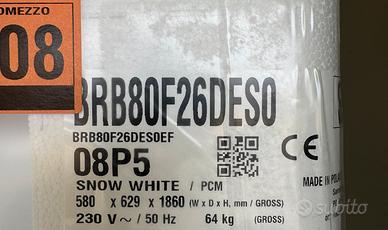 OMEZZO
08
BRB80F26DES0
BRB80F26DES0EF
08P5
SNOW WHITE / PCM
580 x 629 x 1860 (W x D x H, mm / GROSS)
230 V ~ / 50 Hz 64 kg (GROSS)
CE
MADE IN POLA
subito